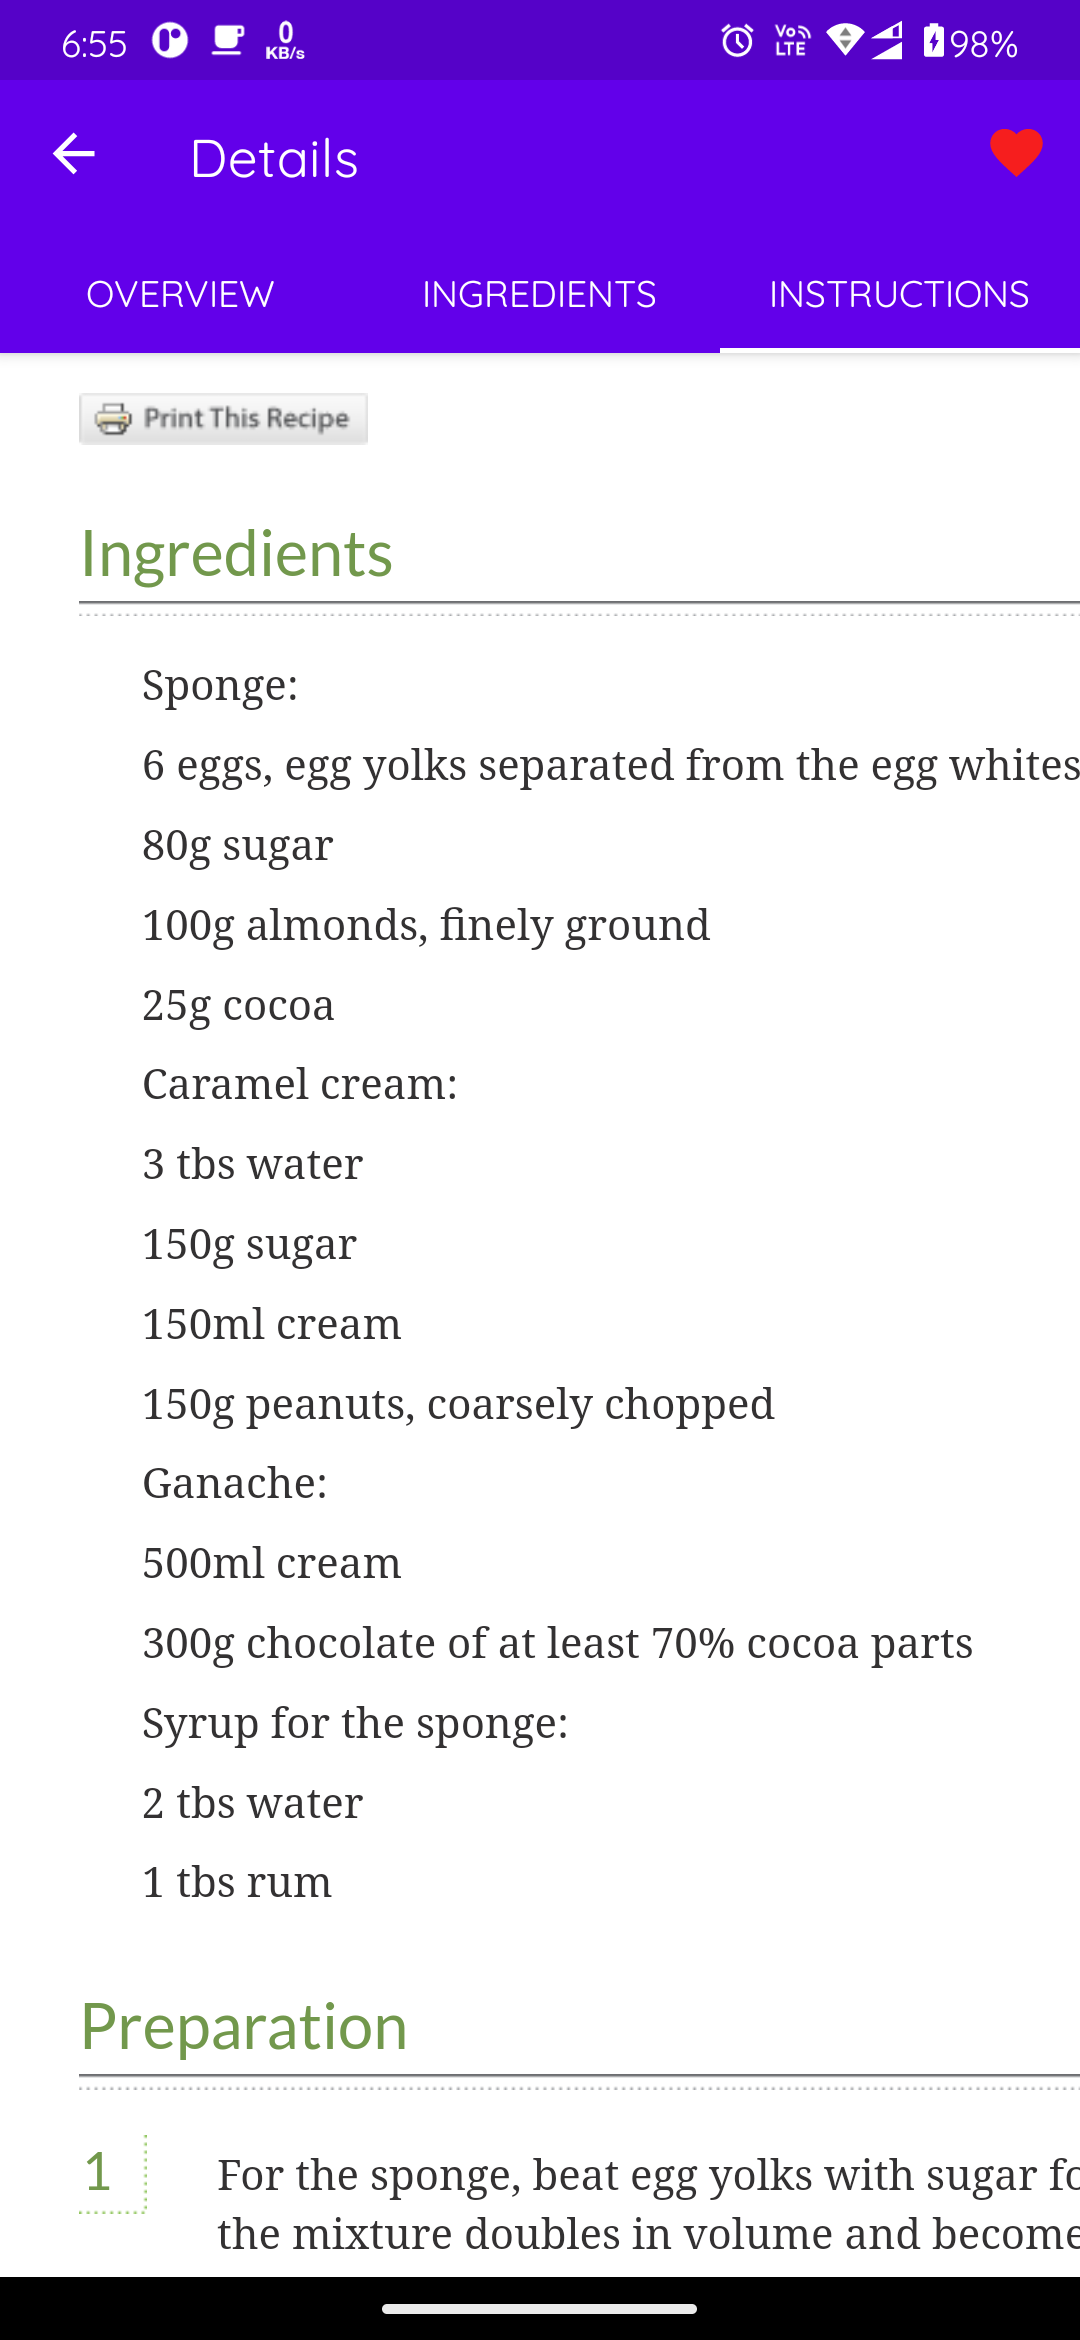 6:55
0
KB/s
Vo
LTE
98%
Details
OVERVIEW
INGREDIENTS
INSTRUCTIONS
Print This Recipe
Ingredients
Sponge:
6 eggs, egg yolks separated from the egg whites
80g sugar
100g almonds, finely ground
25g cocoa
Caramel cream:
3 tbs water
150g sugar
150ml cream
150g peanuts, coarsely chopped
Ganache:
500ml cream
300g chocolate of at least 70% cocoa parts
Syrup for the sponge:
2 tbs water
1 tbs rum
Preparation
1
For the sponge, beat egg yolks with sugar fo
the mixture doubles in volume and become